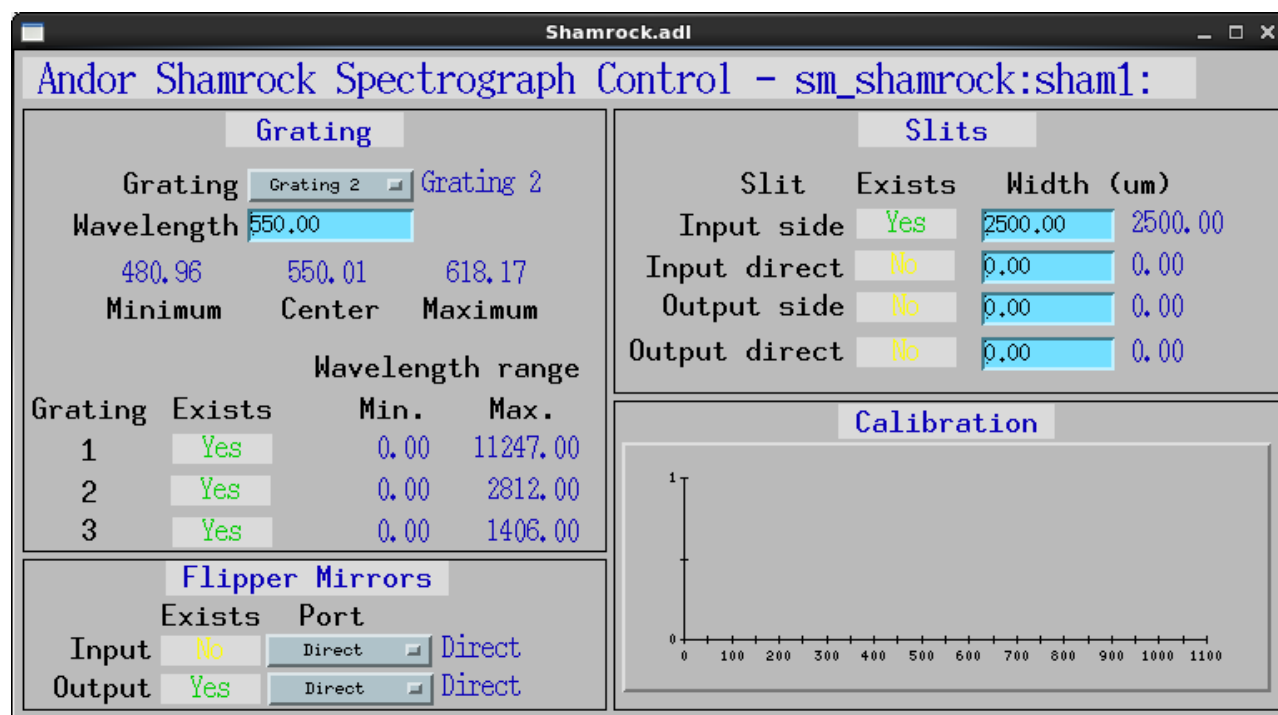 Shamrock.adl
Andor Shamrock Spectrograph Control - sm_shamrock:sham1:
Grating
Grating Grating 2 Grating 2
Wavelength 550.00
480.96 550.01 618.17
Minimum Center Maximum
Wavelength range
Grating Exists Min. Max.
1 Yes 0.00 11247.00
2 Yes 0.00 2812.00
3 Yes 0.00 1406.00
Flipper Mirrors
Exists Port
Input No Direct Direct
Output Yes Direct Direct
Slits
Slit Exists Width (um)
Input side Yes 2500.00 2500.00
Input direct No 0.00 0.00
Output side No 0.00 0.00
Output direct No 0.00 0.00
Calibration
1
0
0 100 200 300 400 500 600 700 800 900 1000 1100